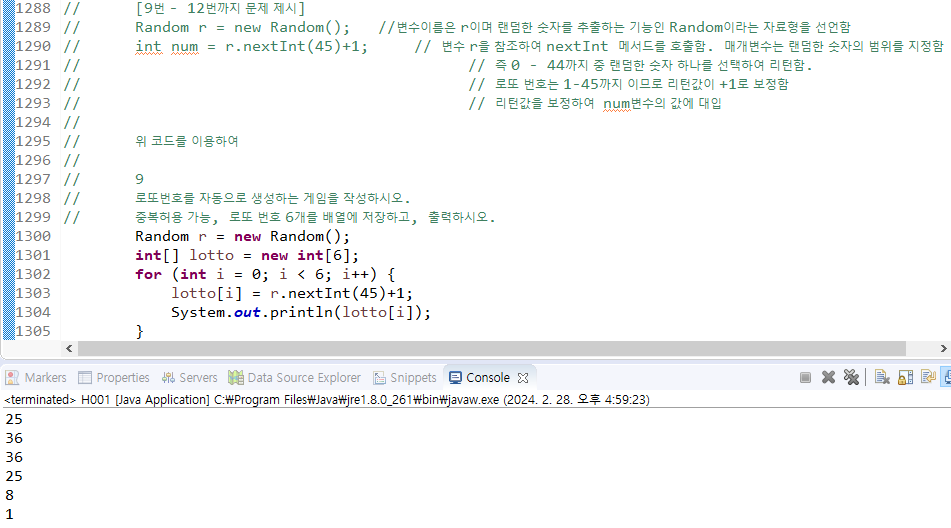 1288 //      [9번 - 12번까지 문제 제시]
1289 //      Random r = new Random();   //변수이름은 r이며 랜덤한 숫자를 추출하는 기능인 Random이라는 자료형을 선언함
1290 //      int num = r.nextInt(45)+1;     // 변수 r을 참조하여 nextInt 메서드를 호출함. 매개변수는 랜덤한 숫자의 범위를 지정함
1291 //                                           // 즉 0 - 44까지 중 랜덤한 숫자 하나를 선택하여 리턴함.
1292 //                                           // 로또 번호는 1-45까지 이므로 리턴값이 +1로 보정함
1293 //                                           // 리턴값을 보정하여 num변수의 값에 대입
1294 //
1295 //      위 코드를 이용하여
1296 //
1297 //      9
1298 //      로또번호를 자동으로 생성하는 게임을 작성하시오.
1299 //      중복허용 가능, 로또 번호 6개를 배열에 저장하고, 출력하시오.
1300         Random r = new Random();
1301         int[] lotto = new int[6];
1302         for (int i = 0; i < 6; i++) {
1303             lotto[i] = r.nextInt(45)+1;
1304             System.out.println(lotto[i]);
1305         }
Markers Properties Servers Data Source Explorer Snippets Console
<terminated> H001 [Java Application] C:₩Program Files₩Java₩jre1.8.0_261₩bin₩javaw.exe (2024. 2. 28. 오후 4:59:23)
25
36
36
25
8
1